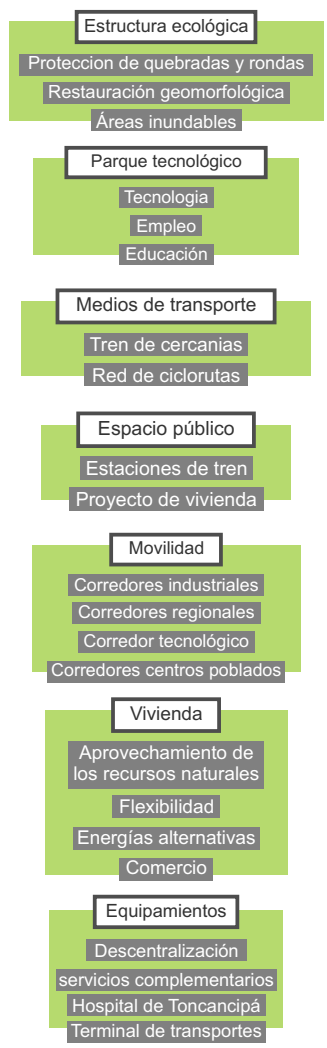 Estructura ecológica
Proteccion de quebradas y rondas
Restauración geomorfológica
Áreas inundables
Parque tecnológico
Tecnologia
Empleo
Educación
Medios de transporte
Tren de cercanias
Red de ciclorutas
Espacio público
Estaciones de tren
Proyecto de vivienda
Movilidad
Corredores industriales
Corredores regionales
Corredor tecnológico
Corredores centros poblados
Vivienda
Aprovechamiento de
los recursos naturales
Flexibilidad
Energías alternativas
Comercio
Equipamientos
Descentralización
servicios complementarios
Hospital de Toncancipá
Terminal de transportes